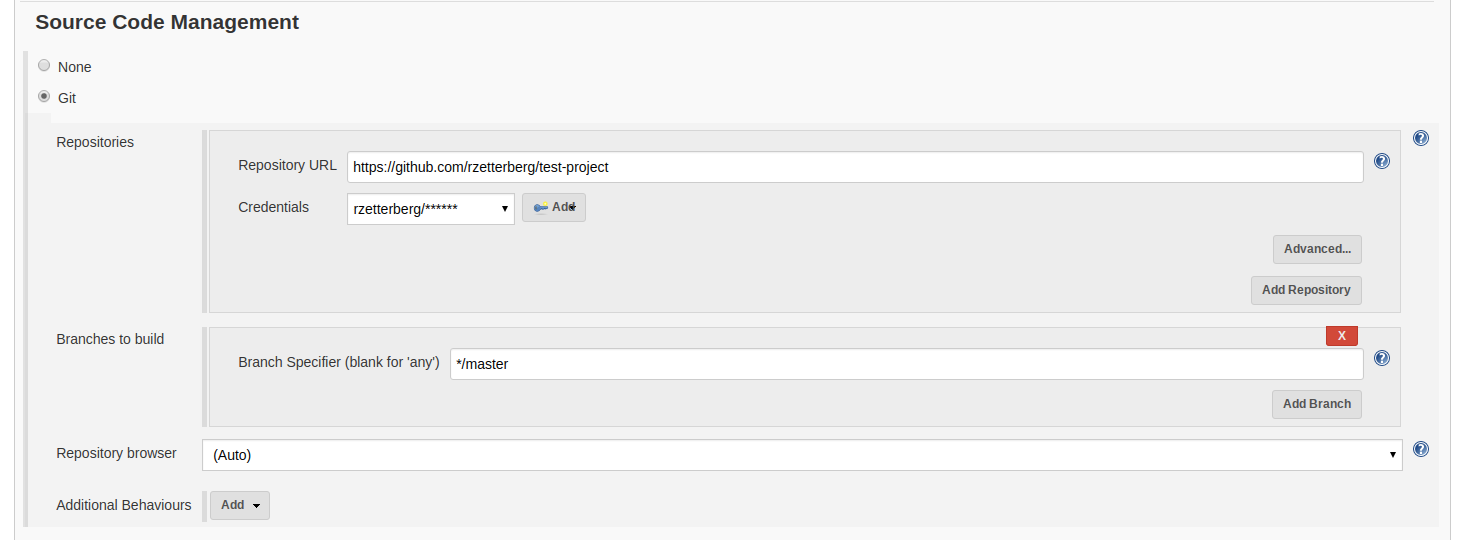 Source Code Management
None
Git
Repositories
Repository URL https://github.com/rzetterberg/test-project
Credentials rzetterberg/****** Add
Advanced...
Add Repository
Branches to build
X
Branch Specifier (blank for 'any') */master
Add Branch
Repository browser (Auto)
Additional Behaviours Add